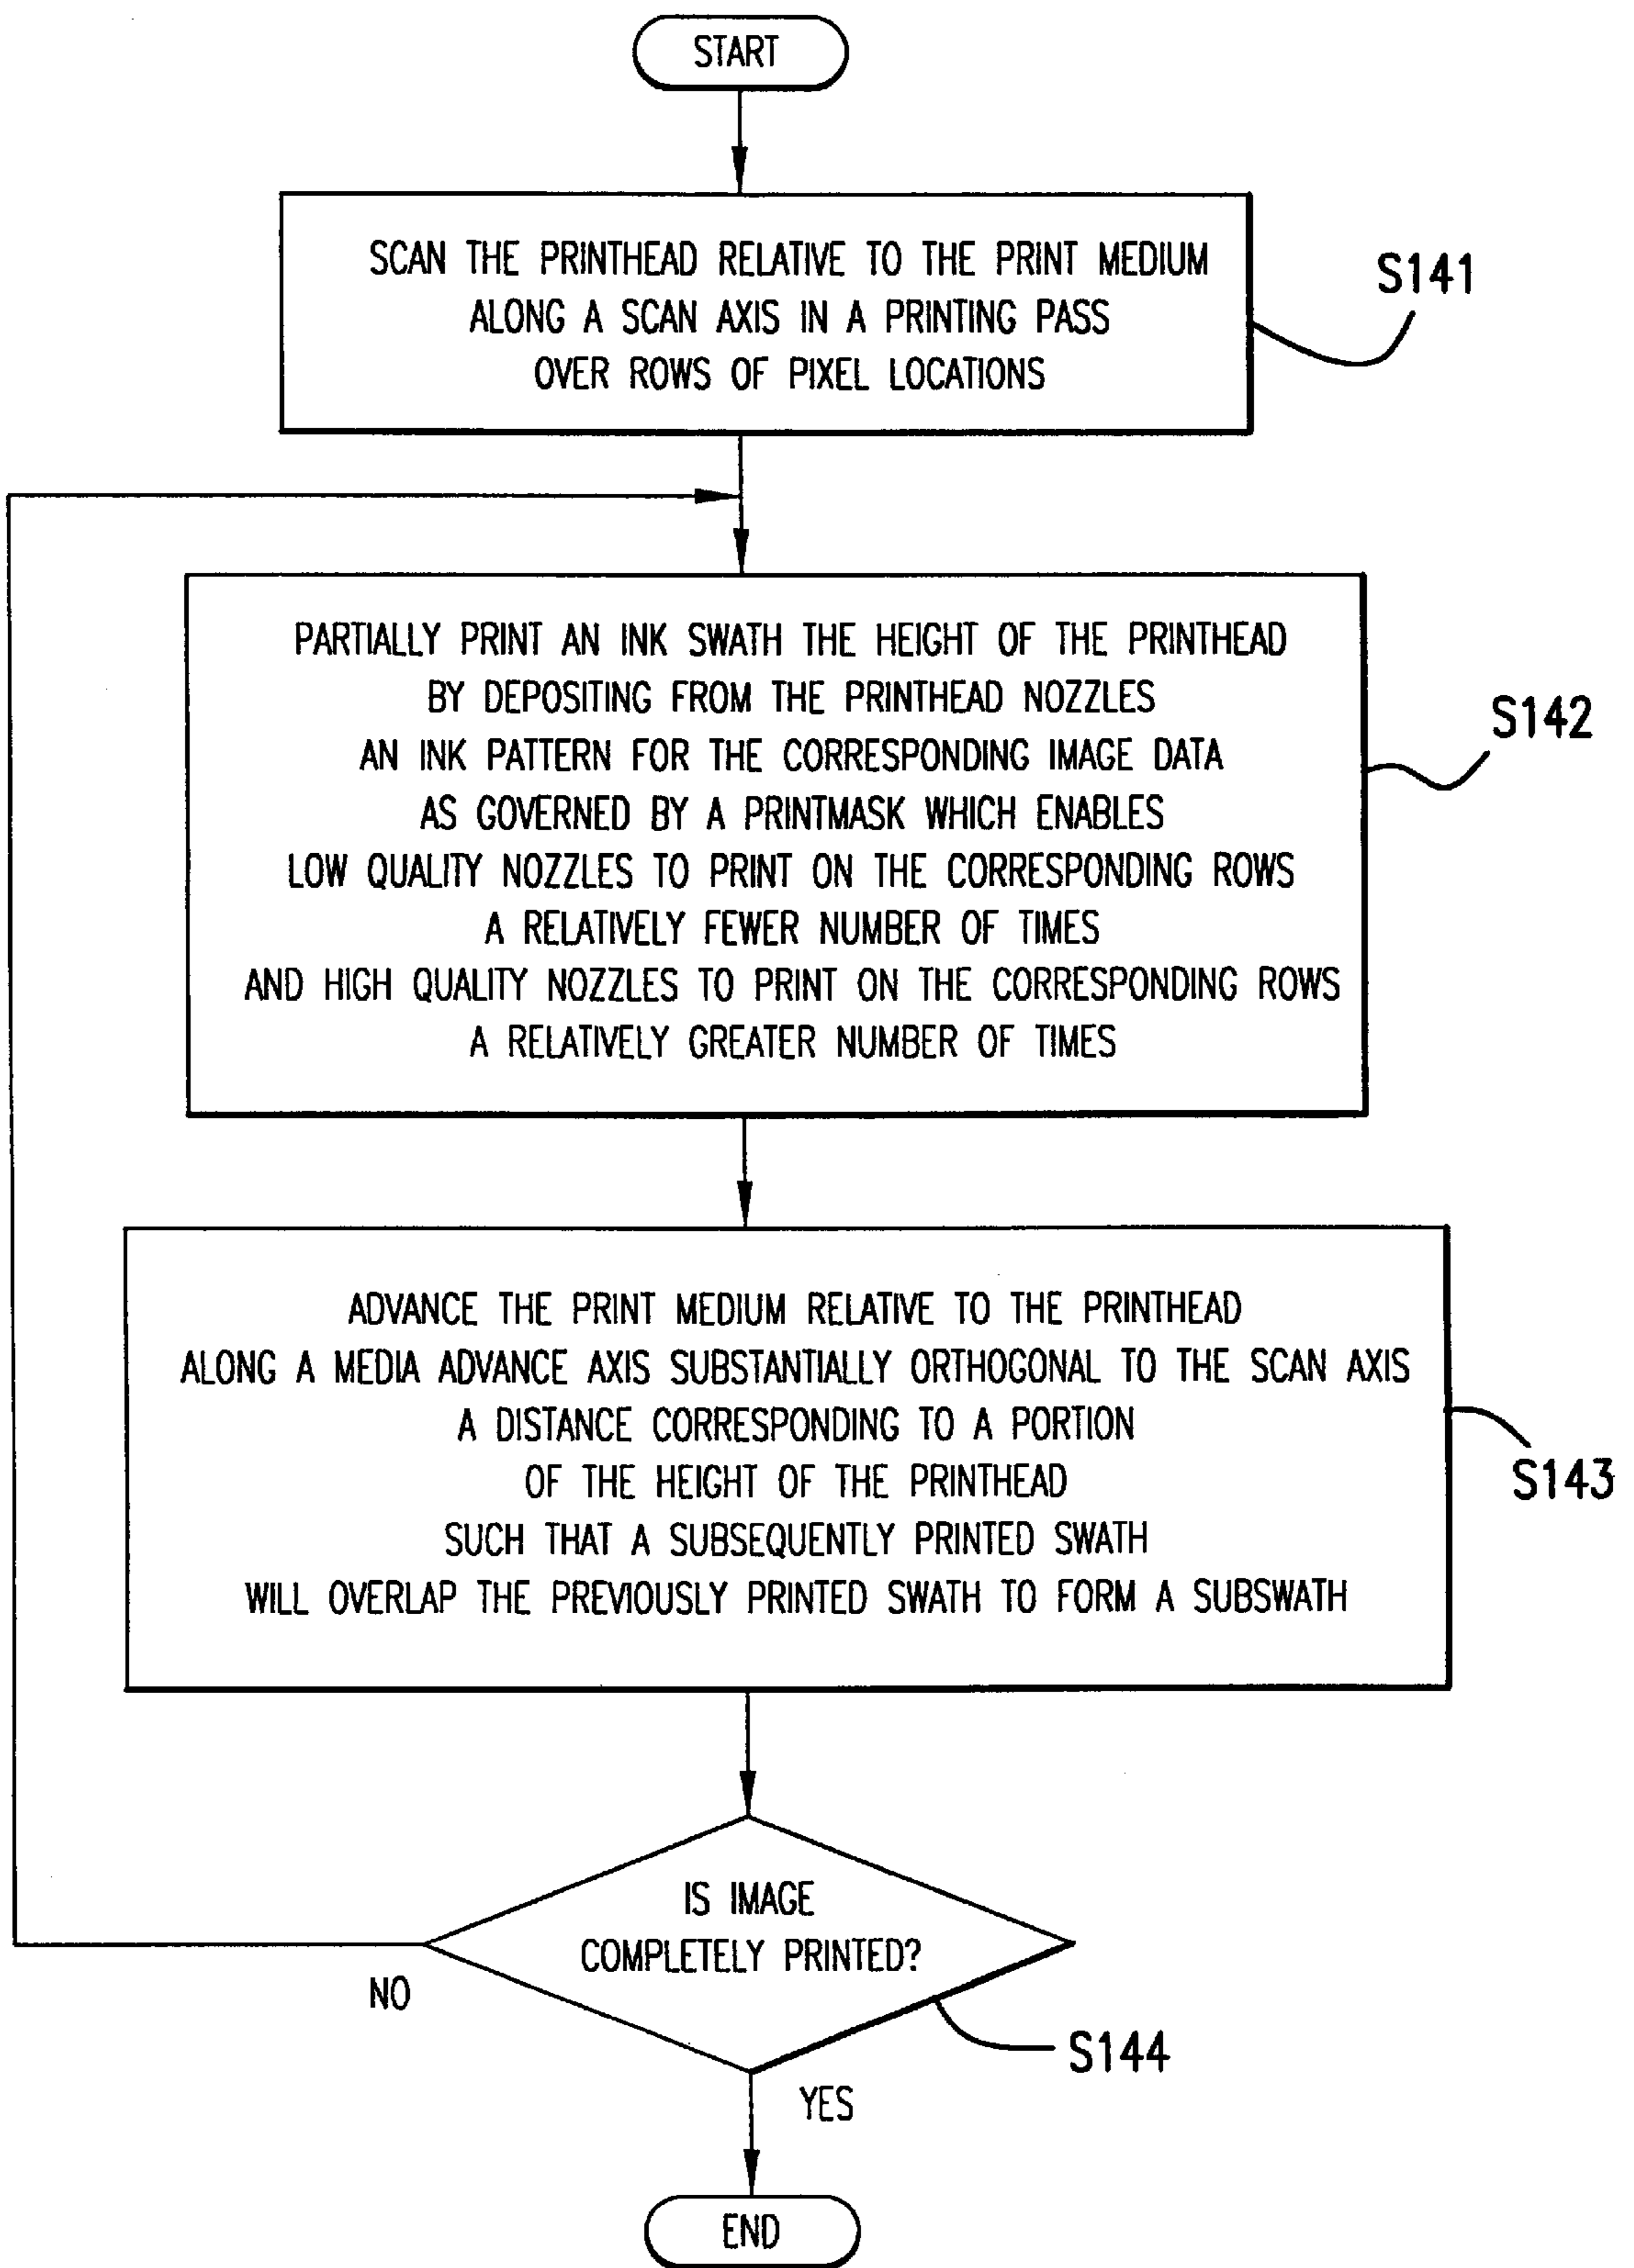 START
SCAN THE PRINTHEAD RELATIVE TO THE PRINT MEDIUM
ALONG A SCAN AXIS IN A PRINTING PASS
OVER ROWS OF PIXEL LOCATIONS
S141
PARTIALLY PRINT AN INK SWATH THE HEIGHT OF THE PRINTHEAD
BY DEPOSITING FROM THE PRINTHEAD NOZZLES
AN INK PATTERN FOR THE CORRESPONDING IMAGE DATA
AS GOVERNED BY A PRINTMASK WHICH ENABLES
LOW QUALITY NOZZLES TO PRINT ON THE CORRESPONDING ROWS
A RELATIVELY FEWER NUMBER OF TIMES
AND HIGH QUALITY NOZZLES TO PRINT ON THE CORRESPONDING ROWS
A RELATIVELY GREATER NUMBER OF TIMES
S142
ADVANCE THE PRINT MEDIUM RELATIVE TO THE PRINTHEAD
ALONG A MEDIA ADVANCE AXIS SUBSTANTIALLY ORTHOGONAL TO THE SCAN AXIS
A DISTANCE CORRESPONDING TO A PORTION
OF THE HEIGHT OF THE PRINTHEAD
SUCH THAT A SUBSEQUENTLY PRINTED SWATH
WILL OVERLAP THE PREVIOUSLY PRINTED SWATH TO FORM A SUBSWATH
S143
IS IMAGE
COMPLETELY PRINTED?
NO
S144
YES
END